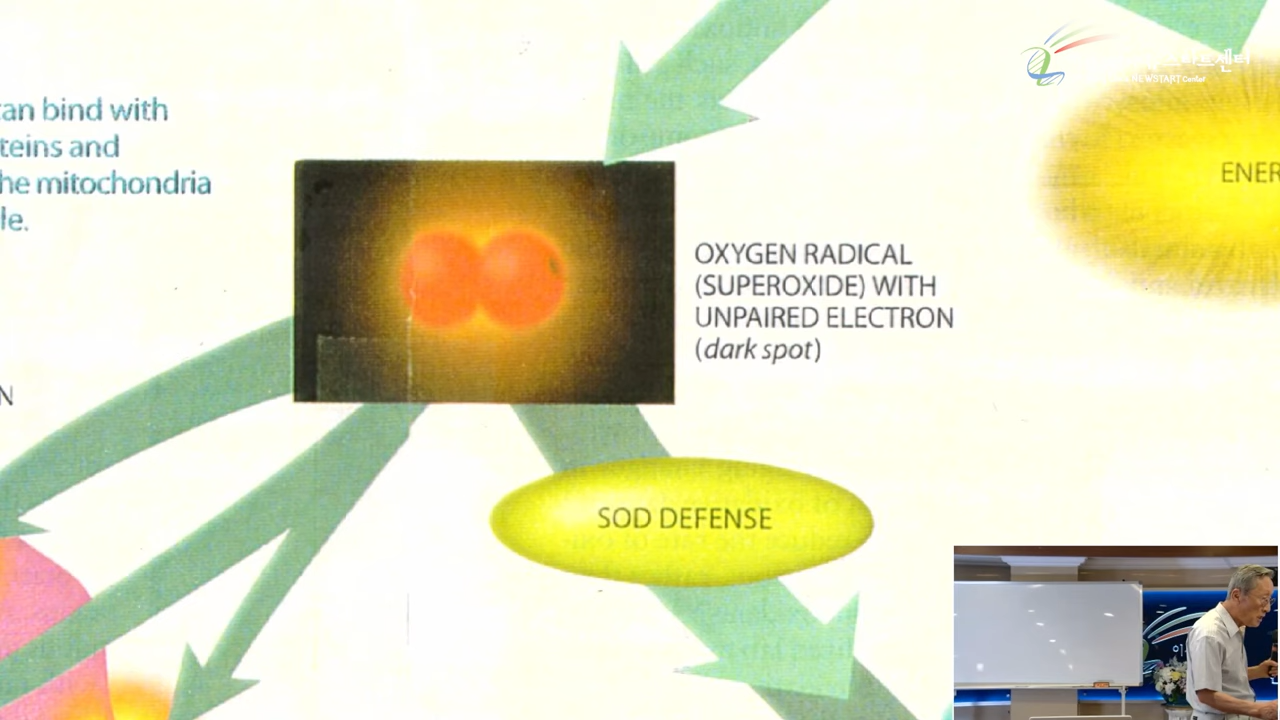 NEWSTART Center
an bind with
teins and
he mitochondria
le.
ENER
OXYGEN RADICAL
(SUPEROXIDE) WITH
UNPAIRED ELECTRON
(dark spot)
N
SOD DEFENSE